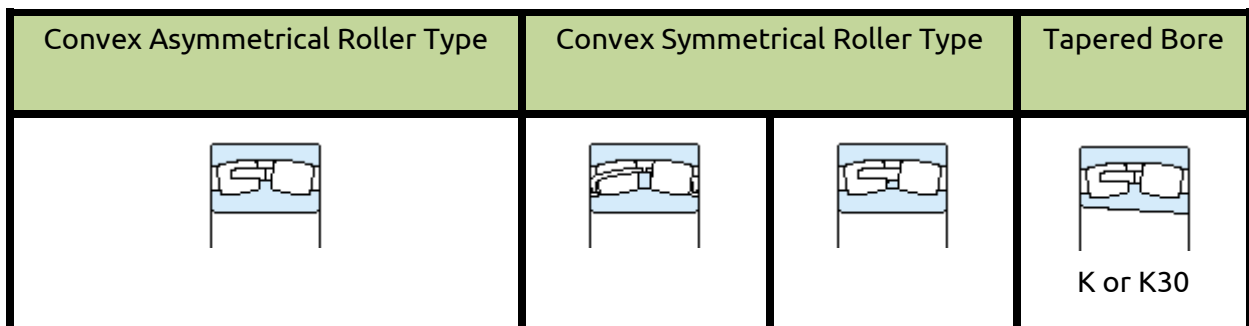 Convex Asymmetrical Roller Type
Convex Symmetrical Roller Type
Tapered Bore
K or K30